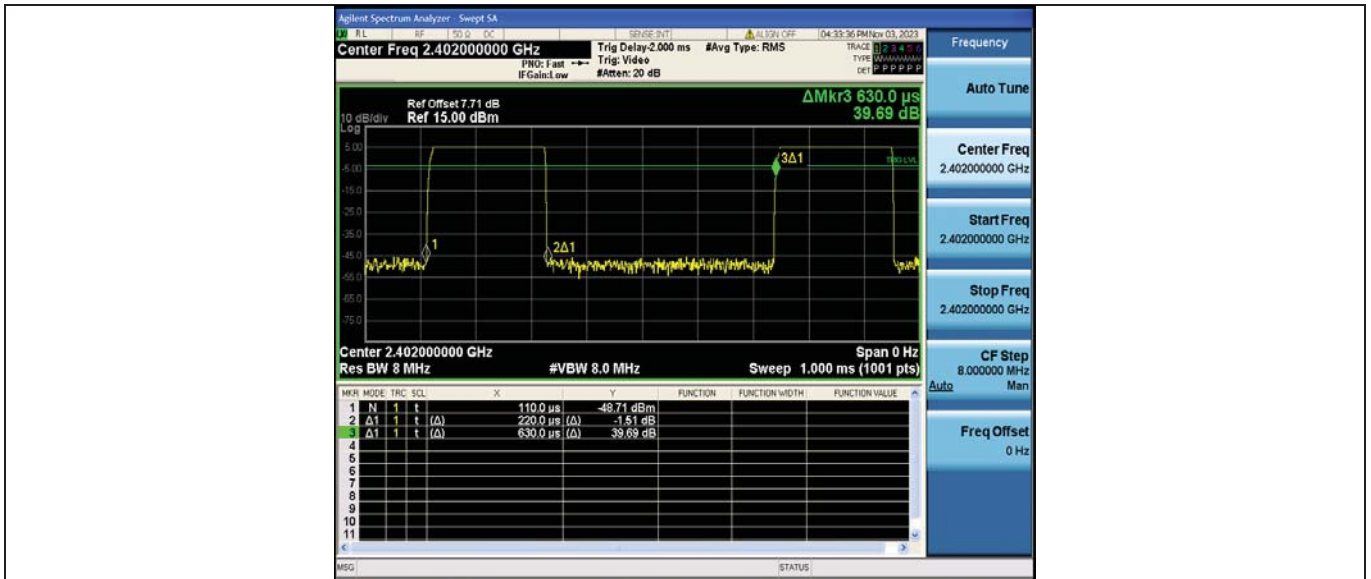 Agilent Spectrum Analyzer - Swept SA
RL RF 50 Ω DC SENSE:INT ALIGN OFF 04:33:36 PM Nov 03, 2023
Center Freq 2.402000000 GHz
PNO: Fast
IFGain:Low
Trig Delay-2.000 ms
Trig: Video
#Atten: 20 dB
#Avg Type: RMS
TRACE 1 2 3 4 5 6
TYPE WWWWWW
DET P P P P P P
ΔMkr3 630.0 µs
39.69 dB
Ref Offset 7.71 dB
10 dB/div Ref 15.00 dBm
Log
5.00
-5.00
-15.0
-25.0
-35.0
-45.0
-55.0
-65.0
-75.0
1
2Δ1
3Δ1
TRIG LVL
Center 2.402000000 GHz Span 0 Hz
Res BW 8 MHz #VBW 8.0 MHz Sweep 1.000 ms (1001 pts)
MKR MODE TRC SCL X Y FUNCTION FUNCTION WIDTH FUNCTION VALUE
1 N 1 t 110.0 µs -48.71 dBm
2 Δ1 1 t (Δ) 220.0 µs (Δ) -1.51 dB
3 Δ1 1 t (Δ) 630.0 µs (Δ) 39.69 dB
4
5
6
7
8
9
10
11
MSG STATUS
Frequency
Auto Tune
Center Freq
2.402000000 GHz
Start Freq
2.402000000 GHz
Stop Freq
2.402000000 GHz
CF Step
8.000000 MHz
Auto Man
Freq Offset
0 Hz